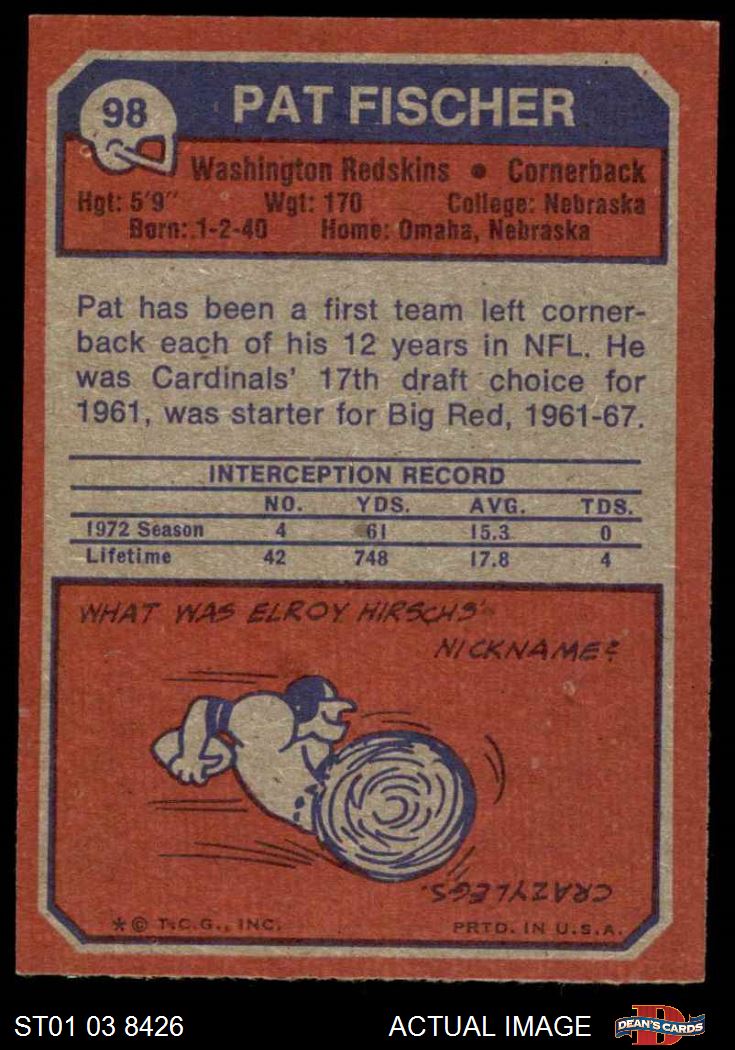 98
PAT FISCHER
Washington Redskins • Cornerback
Hgt: 5'9" Wgt: 170 College: Nebraska
Born: 1-2-40 Home: Omaha, Nebraska
Pat has been a first team left corner-
back each of his 12 years in NFL. He
was Cardinals' 17th draft choice for
1961, was starter for Big Red, 1961-67.
INTERCEPTION RECORD
NO. YDS. AVG. TDS.
1972 Season 4 61 15.3 0
Lifetime 42 748 17.8 4
WHAT WAS ELROY HIRSCHS'
NICKNAME?
CRAZYLEGS.
*© T.C.G., INC. PRTD. IN U.S.A.
ST01 03 8426 ACTUAL IMAGE D DEAN'S CARDS